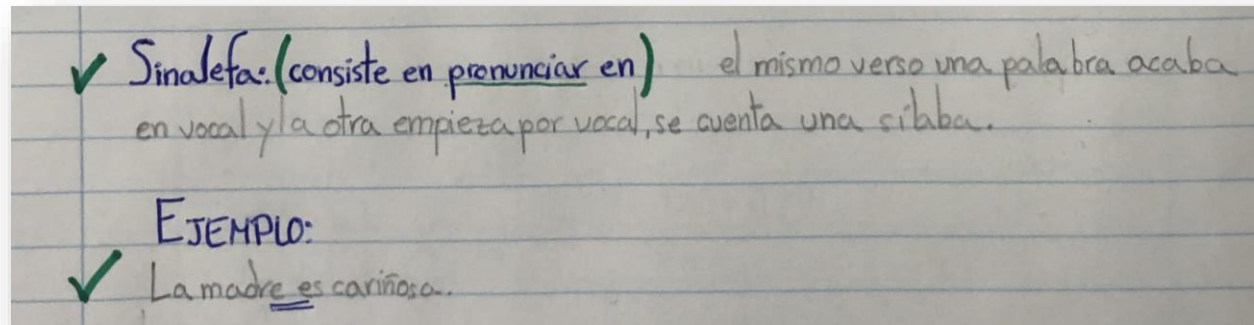 Sinalefa: (consiste en pronunciar en) el mismo verso una palabra acaba
en vocal y la otra empieza por vocal, se cuenta una sílaba.
EJEMPLO:
La madre es cariñosa.